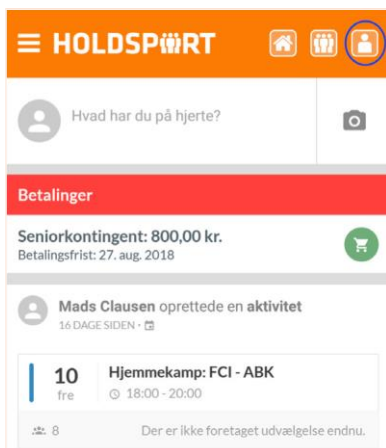 HOLDSPORT
Hvad har du på hjerte?
Betalinger
Seniorkontingent: 800,00 kr.
Betalingsfrist: 27. aug. 2018
Mads Clausen oprettede en aktivitet
16 DAGE SIDEN •
10
fre
Hjemmekamp: FCI - ABK
18:00 - 20:00
8
Der er ikke foretaget udvælgelse endnu.